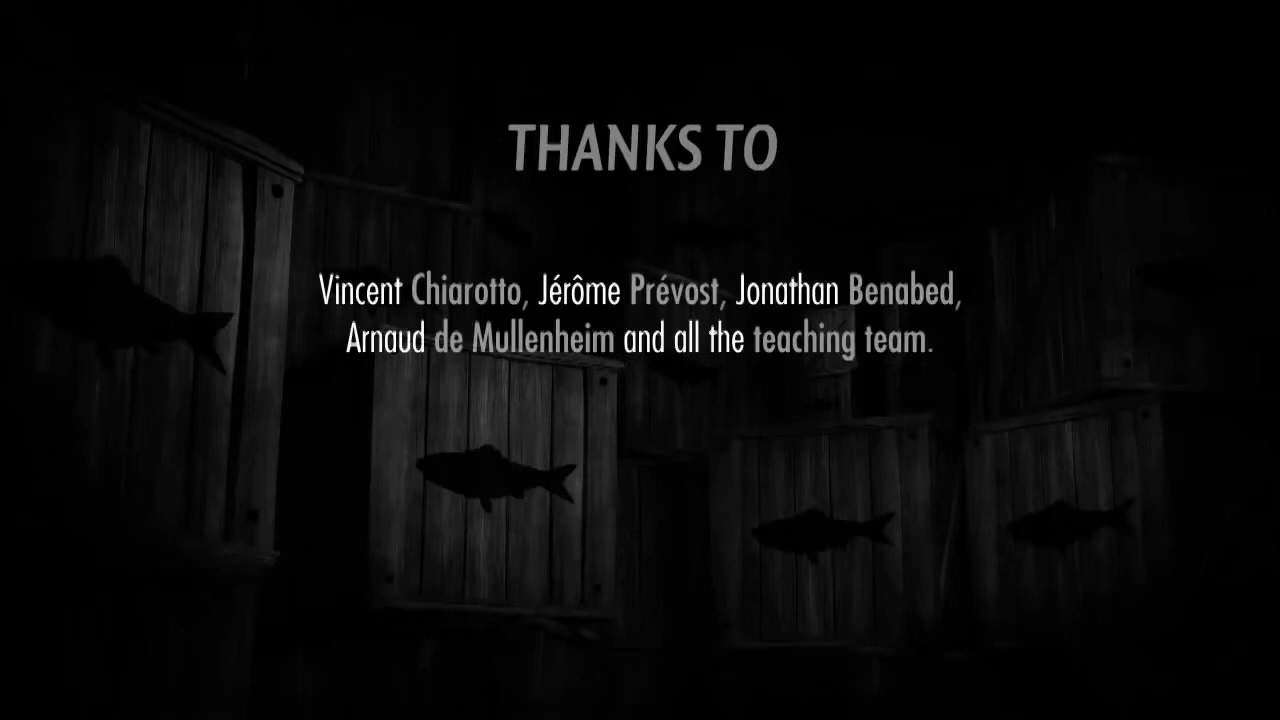 THANKS TO
Vincent Chiarotto, Jérôme Prévost, Jonathan Benabed,
Arnaud de Mullenheim and all the teaching team.